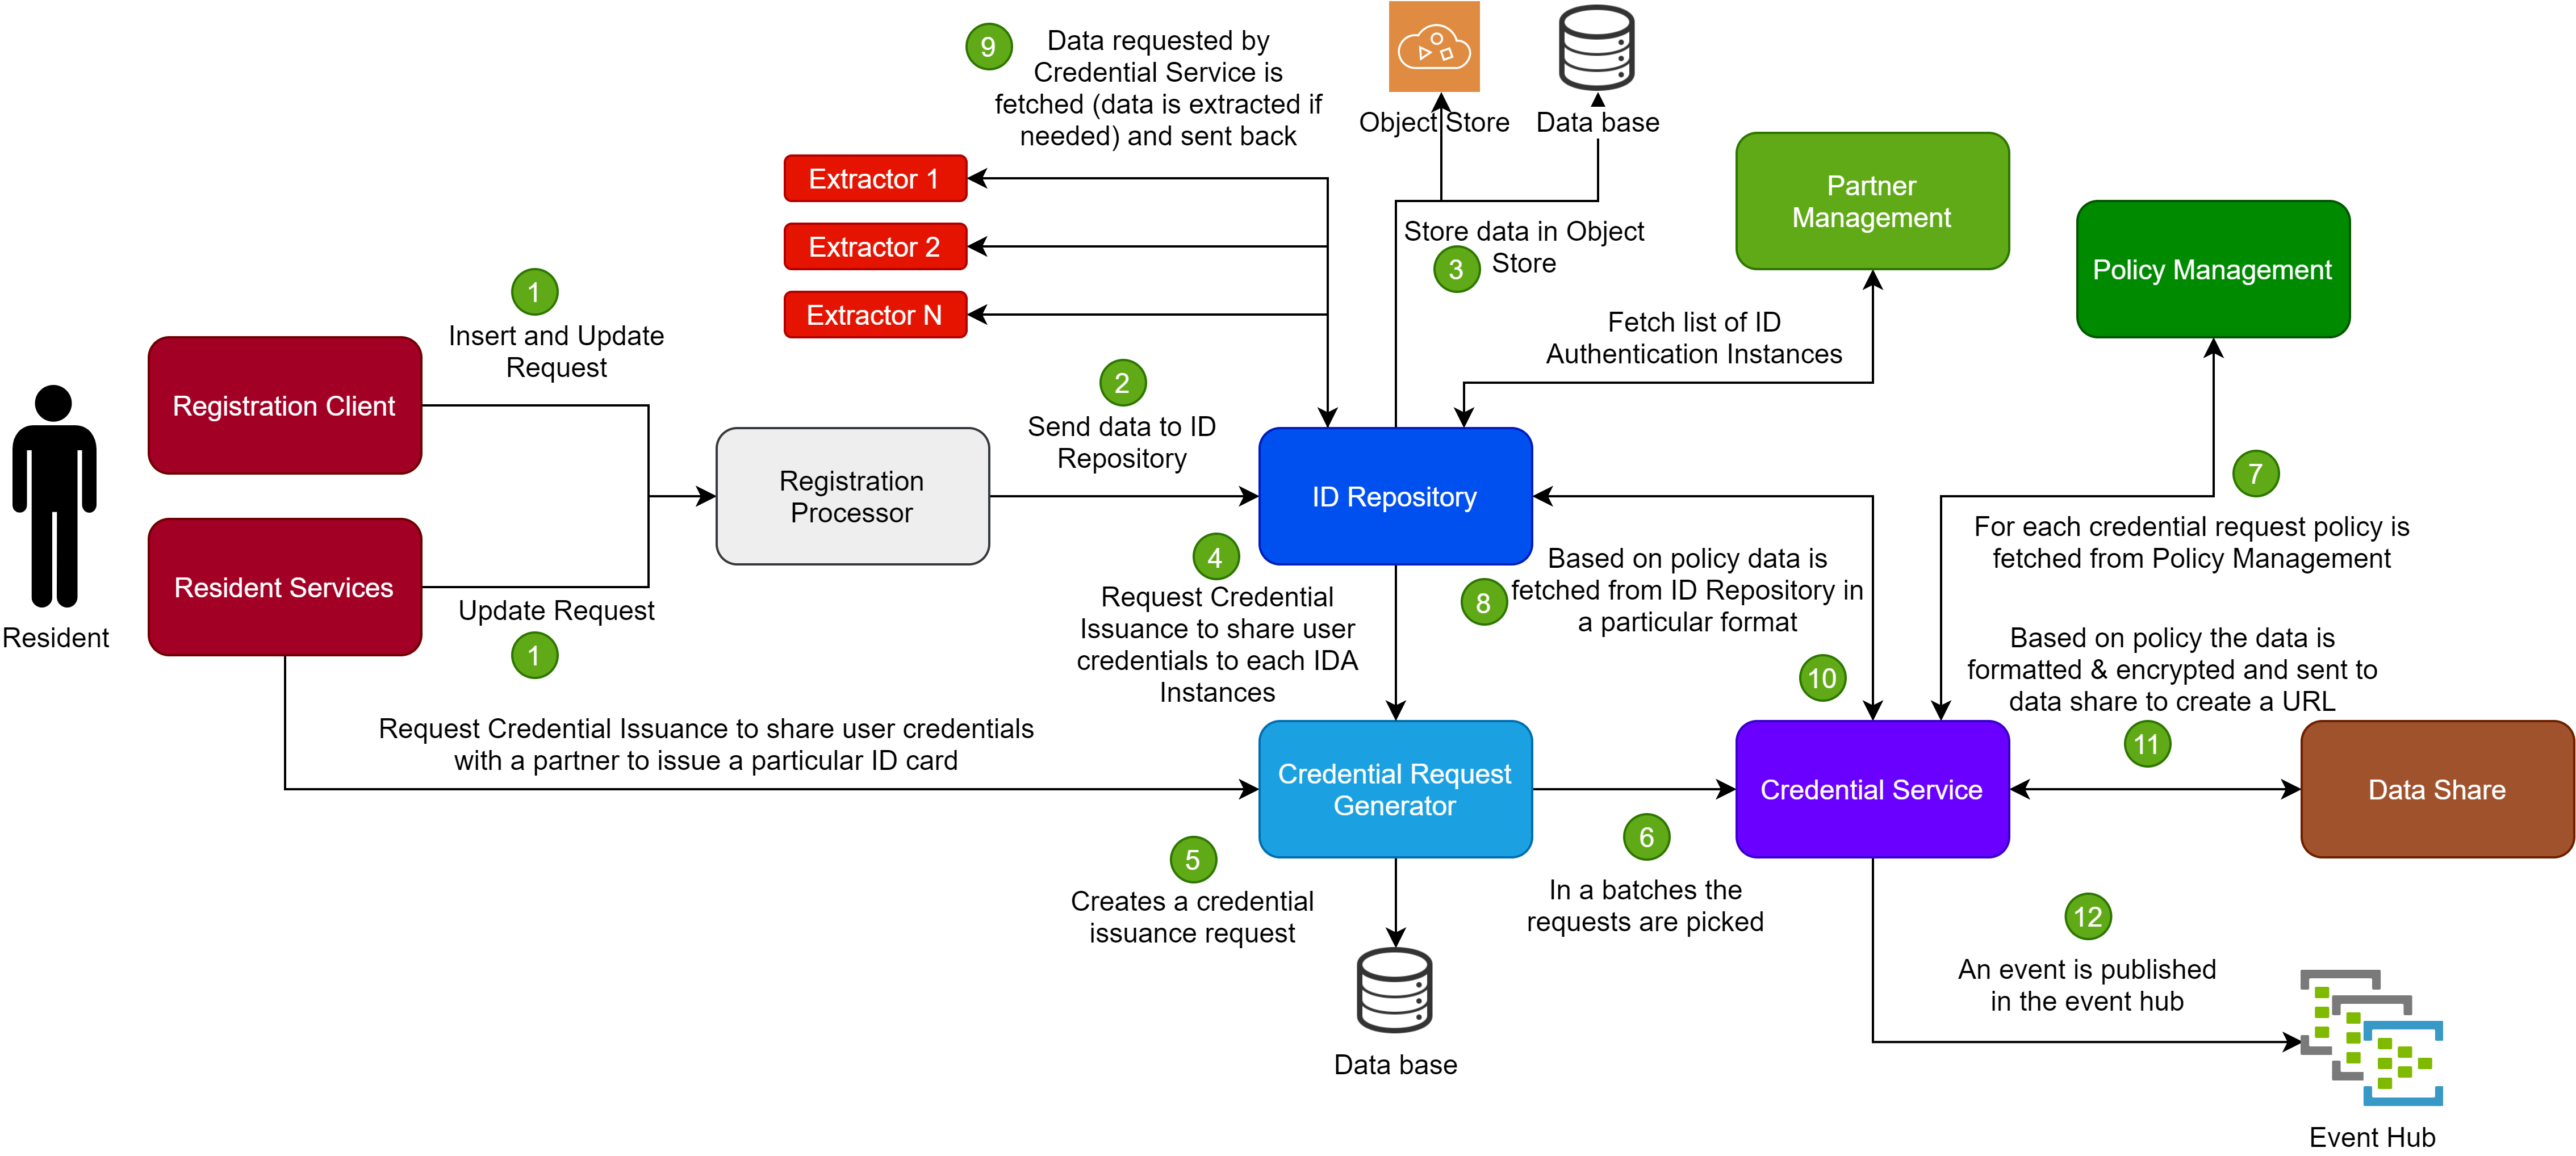 9
Data requested by
Credential Service is
fetched (data is extracted if
needed) and sent back
Object Store
Data base
Extractor 1
Extractor 2
Extractor N
Store data in Object
Store
3
Partner
Management
Policy Management
1
Insert and Update
Request
Fetch list of ID
Authentication Instances
Registration Client
2
Send data to ID
Repository
Registration
Processor
ID Repository
7
For each credential request policy is
fetched from Policy Management
Resident
Resident Services
Update Request
1
4
Request Credential
Issuance to share user
credentials to each IDA
Instances
8
Based on policy data is
fetched from ID Repository in
a particular format
10
Based on policy the data is
formatted & encrypted and sent to
data share to create a URL
11
Request Credential Issuance to share user credentials
with a partner to issue a particular ID card
Credential Request
Generator
Credential Service
Data Share
5
Creates a credential
issuance request
6
In a batches the
requests are picked
12
An event is published
in the event hub
Data base
Event Hub